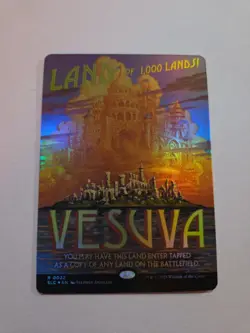 LAND OF 1,000 LANDS!
VESUVA
YOU MAY HAVE THIS LAND ENTER TAPPED
AS A COPY OF ANY LAND ON THE BATTLEFIELD.